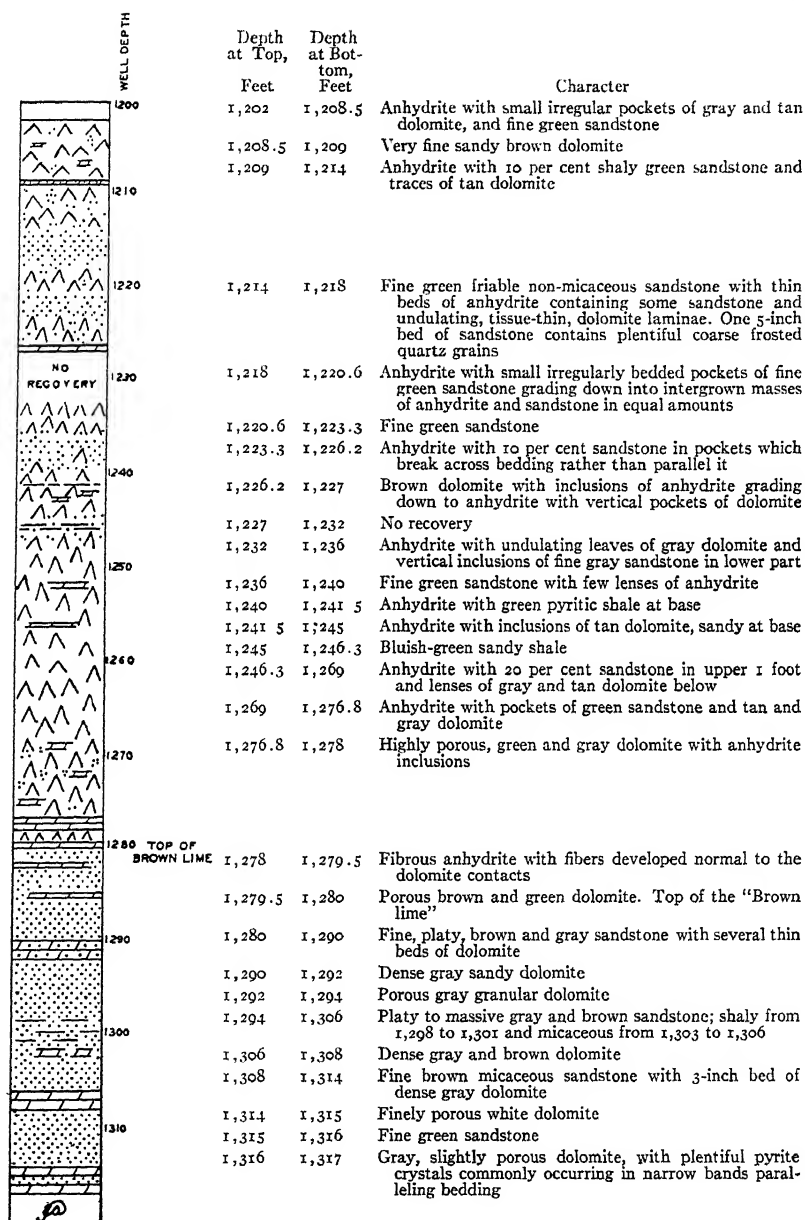 WELL DEPTH
Depth at Top, Feet Depth at Bot-tom, Feet Character
1200
1,202 1,208.5 Anhydrite with small irregular pockets of gray and tan
dolomite, and fine green sandstone
1,208.5 1,209 Very fine sandy brown dolomite
1,209 1,214 Anhydrite with 10 per cent shaly green sandstone and
traces of tan dolomite
1210
1220
1,214 1,218 Fine green friable non-micaceous sandstone with thin
beds of anhydrite containing some sandstone and
undulating, tissue-thin, dolomite laminae. One 5-inch
bed of sandstone contains plentiful coarse frosted
quartz grains
NO
RECOVERY
1230
1,218 1,220.6 Anhydrite with small irregularly bedded pockets of fine
green sandstone grading down into intergrown masses
of anhydrite and sandstone in equal amounts
1,220.6 1,223.3 Fine green sandstone
1,223.3 1,226.2 Anhydrite with 10 per cent sandstone in pockets which
break across bedding rather than parallel it
1240
1,226.2 1,227 Brown dolomite with inclusions of anhydrite grading
down to anhydrite with vertical pockets of dolomite
1,227 1,232 No recovery
1,232 1,236 Anhydrite with undulating leaves of gray dolomite and
vertical inclusions of fine gray sandstone in lower part
1250
1,236 1,240 Fine green sandstone with few lenses of anhydrite
1,240 1,241 5 Anhydrite with green pyritic shale at base
1,241 5 1;245 Anhydrite with inclusions of tan dolomite, sandy at base
1,245 1,246.3 Bluish-green sandy shale
1260
1,246.3 1,269 Anhydrite with 20 per cent sandstone in upper 1 foot
and lenses of gray and tan dolomite below
1,269 1,276.8 Anhydrite with pockets of green sandstone and tan and
gray dolomite
1,276.8 1,278 Highly porous, green and gray dolomite with anhydrite
inclusions
1270
1280 TOP OF
BROWN LIME
1,278 1,279.5 Fibrous anhydrite with fibers developed normal to the
dolomite contacts
1,279.5 1,280 Porous brown and green dolomite. Top of the "Brown
lime"
1290
1,280 1,290 Fine, platy, brown and gray sandstone with several thin
beds of dolomite
1,290 1,292 Dense gray sandy dolomite
1,292 1,294 Porous gray granular dolomite
1,294 1,306 Platy to massive gray and brown sandstone; shaly from
1,298 to 1,301 and micaceous from 1,303 to 1,306
1300
1,306 1,308 Dense gray and brown dolomite
1,308 1,314 Fine brown micaceous sandstone with 3-inch bed of
dense gray dolomite
1,314 1,315 Finely porous white dolomite
1310
1,315 1,316 Fine green sandstone
1,316 1,317 Gray, slightly porous dolomite, with plentiful pyrite
crystals commonly occurring in narrow bands paral-
leling bedding